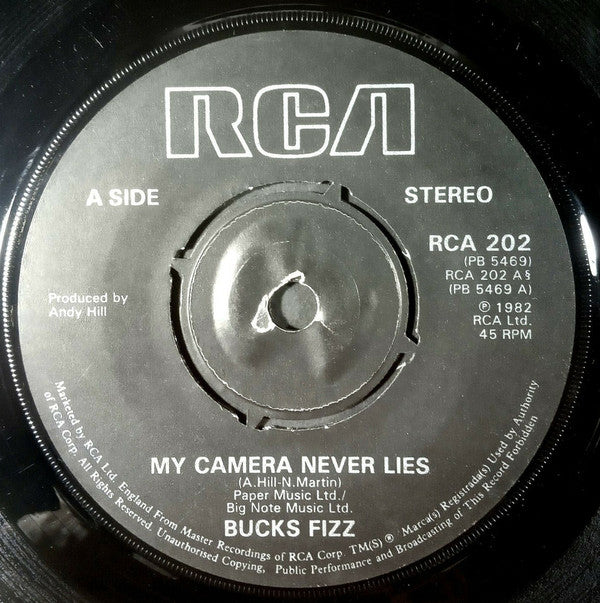 RCA
A SIDE
STEREO
RCA 202
(PB 5469)
RCA 202 A§
(PB 5469 A)
Produced by
Andy Hill
℗ 1982
RCA Ltd.
45 RPM
MY CAMERA NEVER LIES
(A.Hill-N.Martin)
Paper Music Ltd./
Big Note Music Ltd.
BUCKS FIZZ
Marketed by RCA Ltd. England From Master Recordings of RCA Corp. TM(S) ® Marca(s) Registrada(s) Used by Authority
of RCA Corp. All Rights Reserved. Unauthorised Copying, Public Performance and Broadcasting of This Record Forbidden